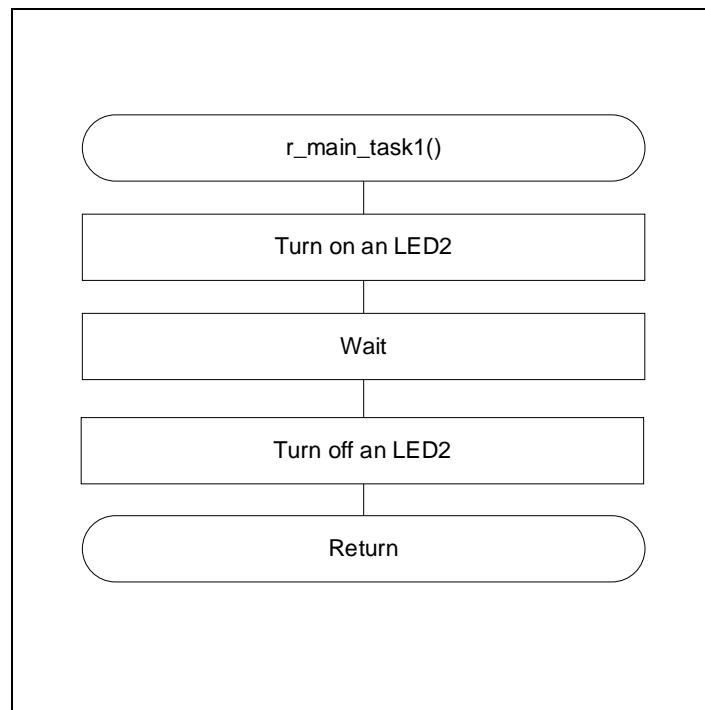 r_main_task1()
Turn on an LED2
Wait
Turn off an LED2
Return